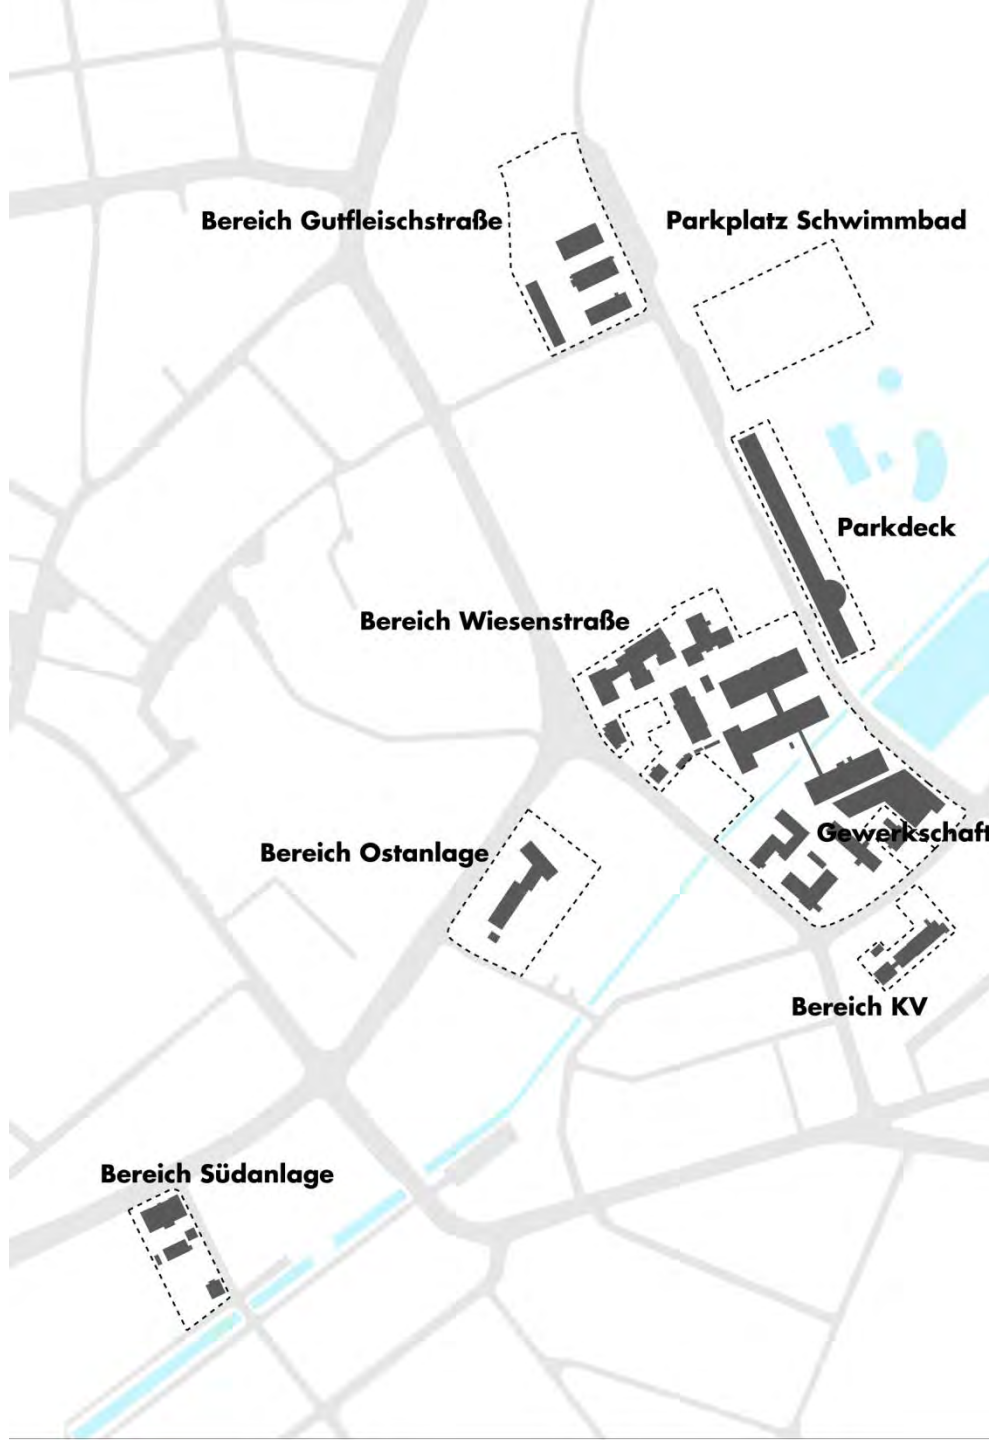 Bereich Gutfleischstraße
Parkplatz Schwimmbad
Parkdeck
Bereich Wiesenstraße
Gewerkschaft
Bereich Ostanlage
Bereich KV
Bereich Südanlage